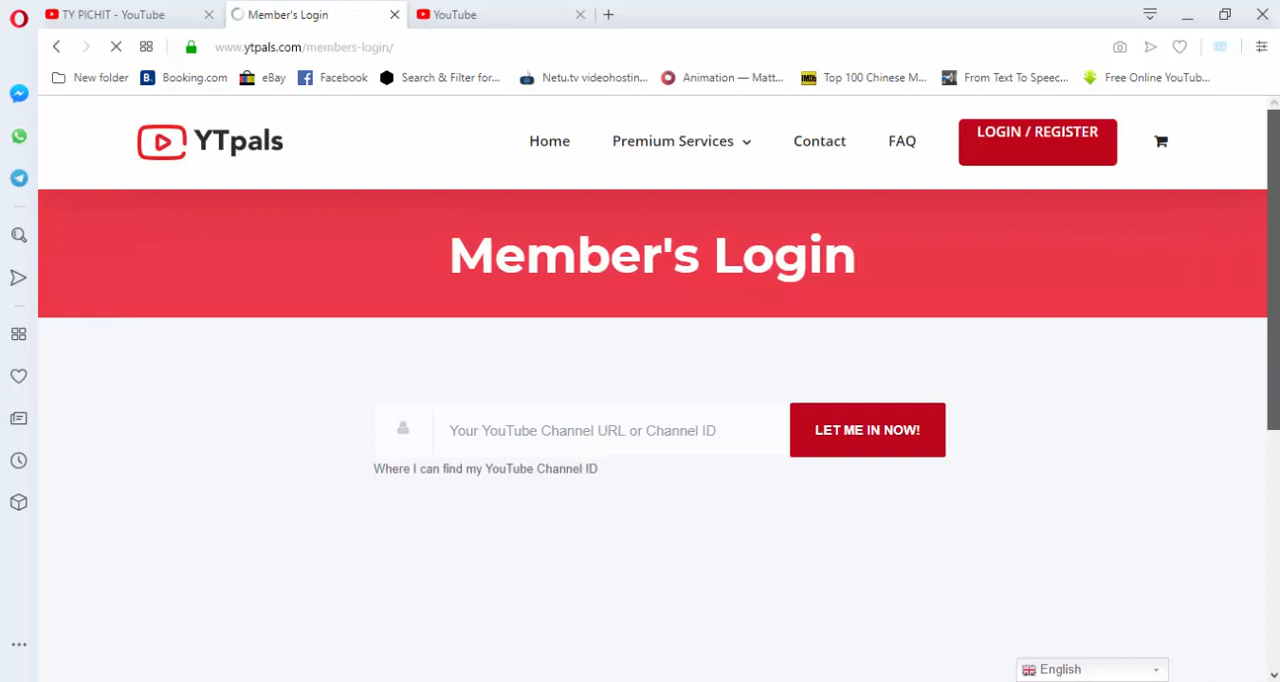 TY PICHIT - YouTube
Member's Login
YouTube
www.ytpals.com/members-login/
New folder
B. Booking.com
eBay
Facebook
Search & Filter for...
Netu.tv videohostin...
Animation — Matt...
IMDb Top 100 Chinese M...
From Text To Speec...
Free Online YouTub...
YTpals
Home
Premium Services
Contact
FAQ
LOGIN / REGISTER
Member's Login
Your YouTube Channel URL or Channel ID
LET ME IN NOW!
Where I can find my YouTube Channel ID
English